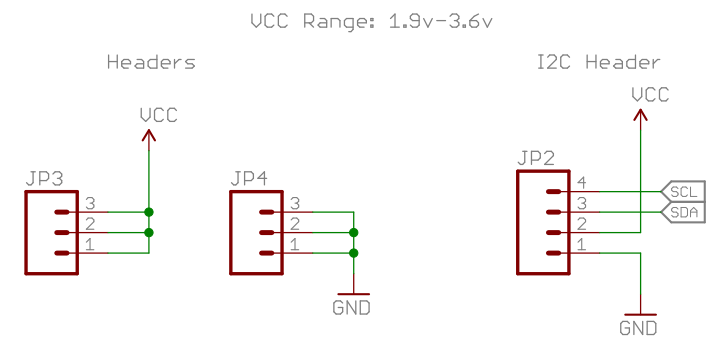 VCC Range: 1.9v-3.6v
Headers
I2C Header
VCC
VCC
JP3
3
2
1
JP4
3
2
1
GND
JP2
4
3
2
1
SCL
SDA
GND